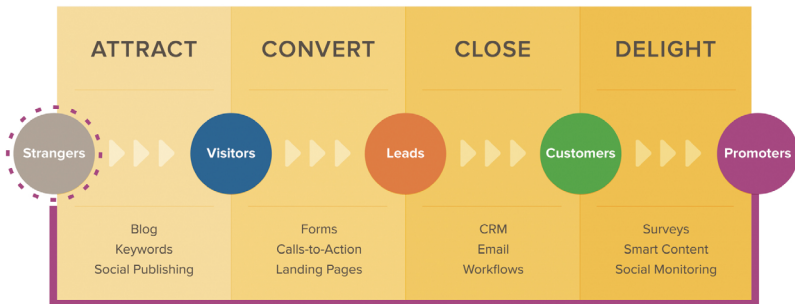 ATTRACT
CONVERT
CLOSE
DELIGHT
Strangers
Visitors
Leads
Customers
Promoters
Blog
Keywords
Social Publishing
Forms
Calls-to-Action
Landing Pages
CRM
Email
Workflows
Surveys
Smart Content
Social Monitoring